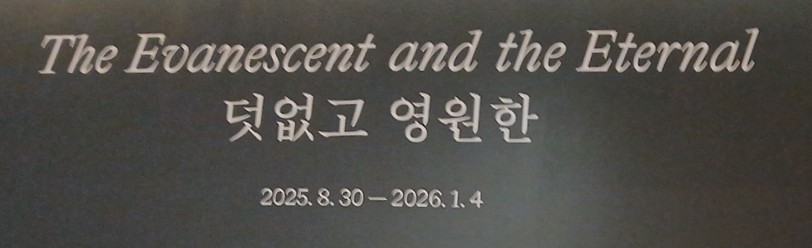 The Evanescent and the Eternal
덧없고 영원한
2025. 8. 30 — 2026. 1. 4